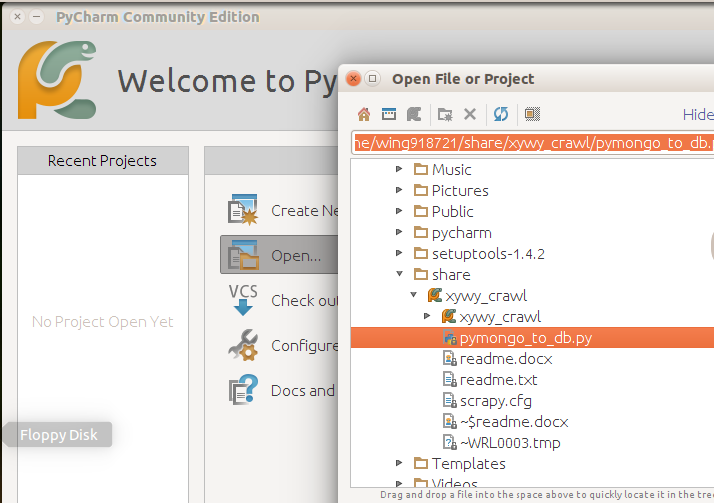 PyCharm Community Edition
Welcome to Py
Open File or Project
Hide
me/wing918721/share/xywy_crawl/pymongo_to_db.p
Recent Projects
No Project Open Yet
Create Ne
Open...
VCS
Check out
Configure
Docs and
Music
Pictures
Public
pycharm
setuptools-1.4.2
share
xywy_crawl
xywy_crawl
pymongo_to_db.py
readme.docx
readme.txt
scrapy.cfg
~$readme.docx
~WRL0003.tmp
Templates
Videos
Floppy Disk
Drag and drop a file into the space above to quickly locate it in the tree